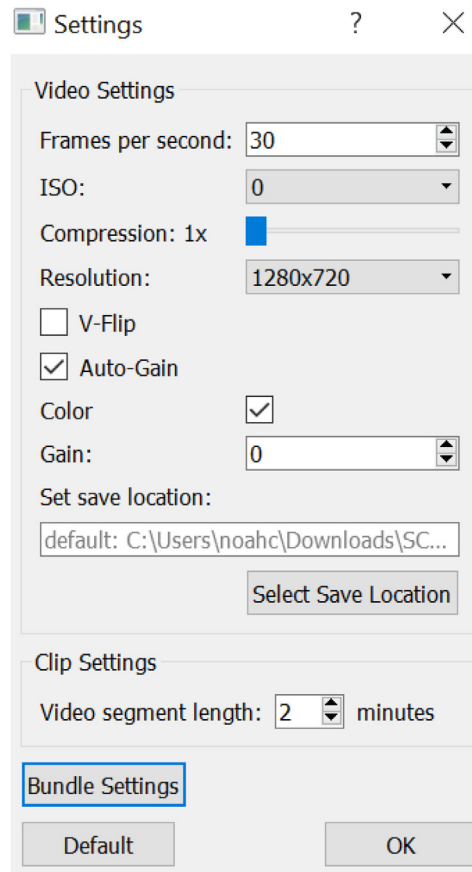 Settings ?
Video Settings
Frames per second: 30
ISO: 0
Compression: 1x
Resolution: 1280x720
V-Flip
Auto-Gain
Color
Gain: 0
Set save location:
default: C:\Users\noahc\Downloads\SC...
Select Save Location
Clip Settings
Video segment length: 2 minutes
Bundle Settings
Default OK